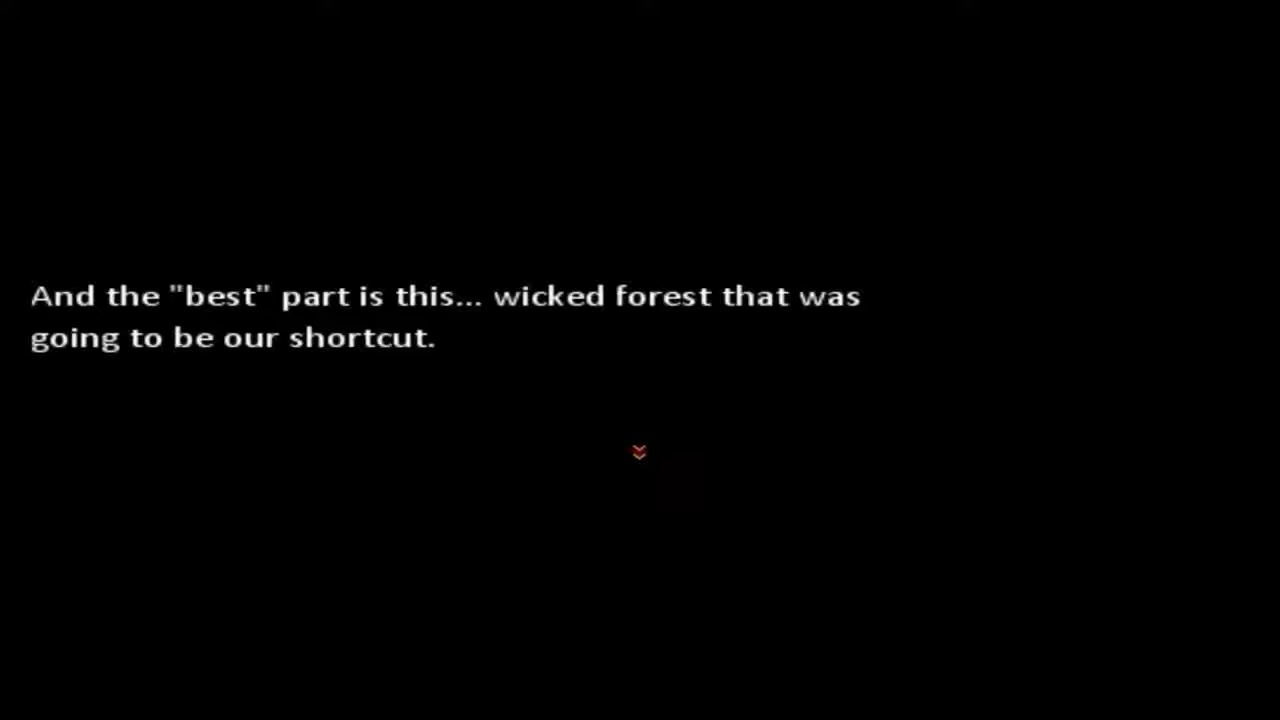 And the "best" part is this... wicked forest that was
going to be our shortcut.